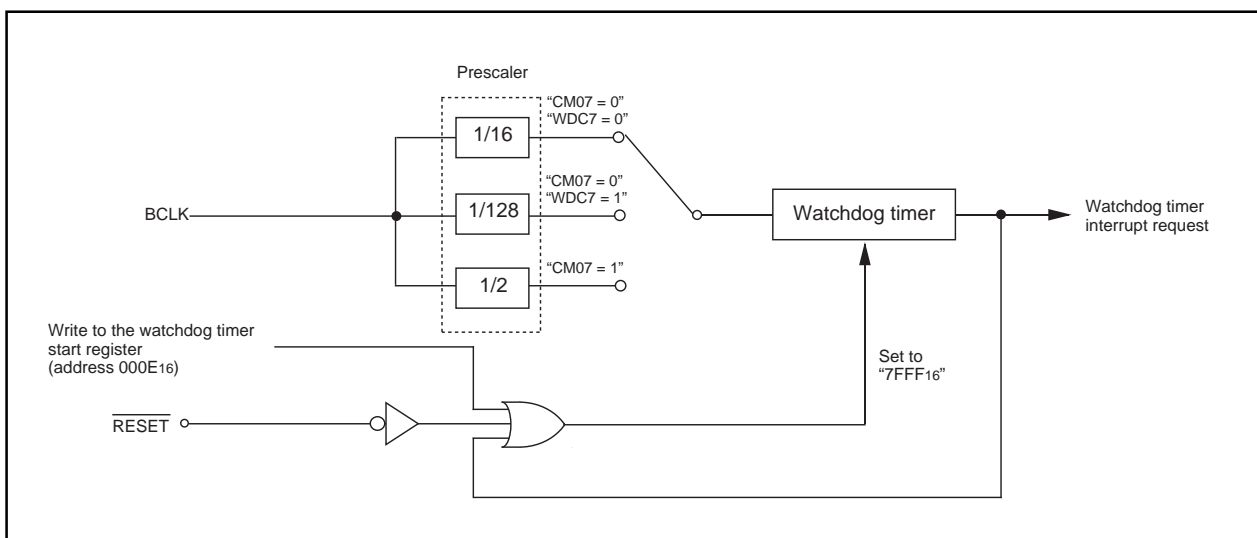 Prescaler
“CM07 = 0”
“WDC7 = 0”
1/16
“CM07 = 0”
“WDC7 = 1”
BCLK
1/128
Watchdog timer
Watchdog timer
interrupt request
“CM07 = 1”
1/2
Write to the watchdog timer
start register
(address 000E16)
Set to
“7FFF16”
RESET